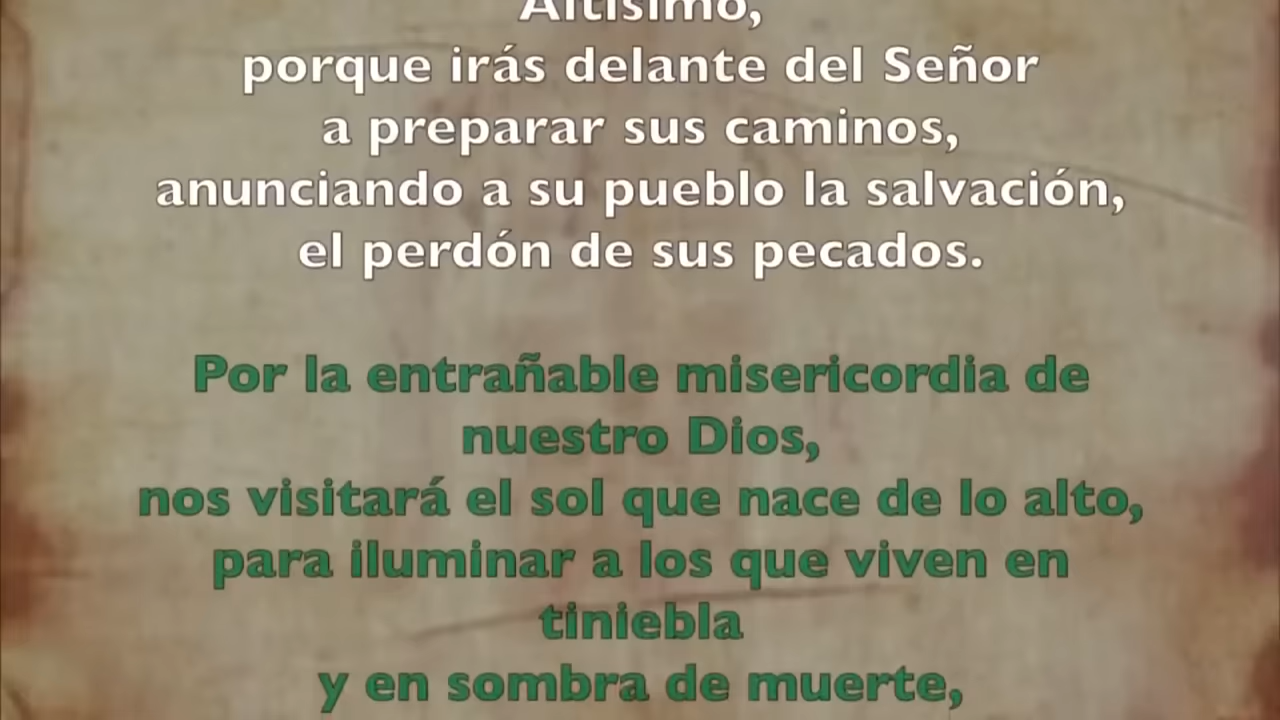 Altísimo,
porque irás delante del Señor
a preparar sus caminos,
anunciando a su pueblo la salvación,
el perdón de sus pecados.
Por la entrañable misericordia de
nuestro Dios,
nos visitará el sol que nace de lo alto,
para iluminar a los que viven en
tiniebla
y en sombra de muerte,